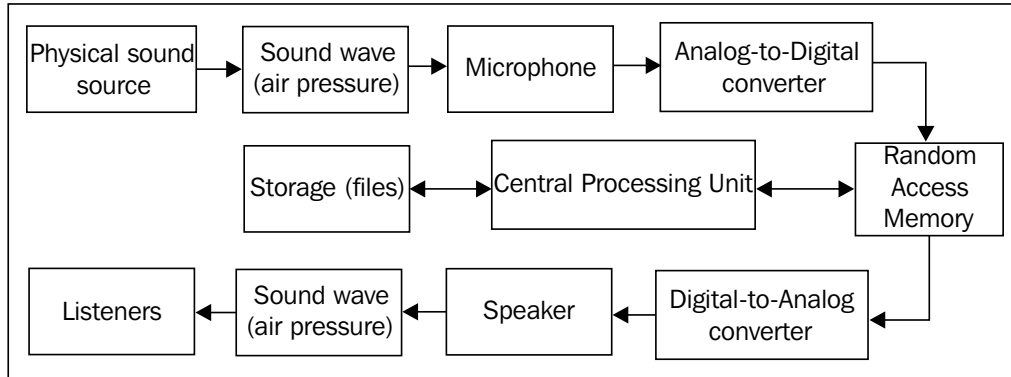 Physical sound
source
Sound wave
(air pressure)
Microphone
Analog-to-Digital
converter
Storage (files)
Central Processing Unit
Random
Access
Memory
Listeners
Sound wave
(air pressure)
Speaker
Digital-to-Analog
converter